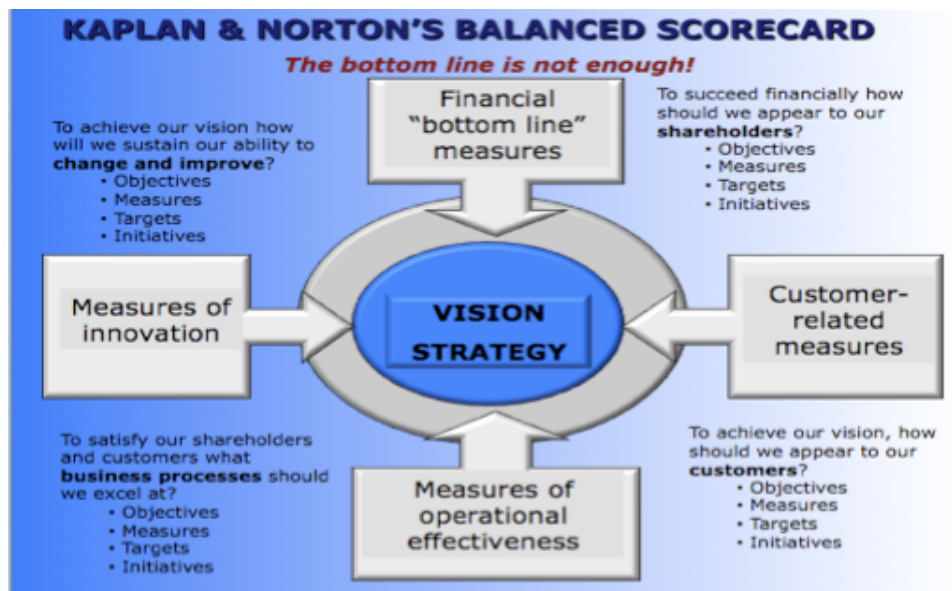 KAPLAN & NORTON'S BALANCED SCORECARD
The bottom line is not enough!
Financial
“bottom line”
measures
To succeed financially how
should we appear to our
shareholders?
• Objectives
• Measures
• Targets
• Initiatives
To achieve our vision how
will we sustain our ability to
change and improve?
• Objectives
• Measures
• Targets
• Initiatives
Measures of
innovation
VISION
STRATEGY
Customer-
related
measures
To satisfy our shareholders
and customers what
business processes should
we excel at?
• Objectives
• Measures
• Targets
• Initiatives
Measures of
operational
effectiveness
To achieve our vision, how
should we appear to our
customers?
• Objectives
• Measures
• Targets
• Initiatives